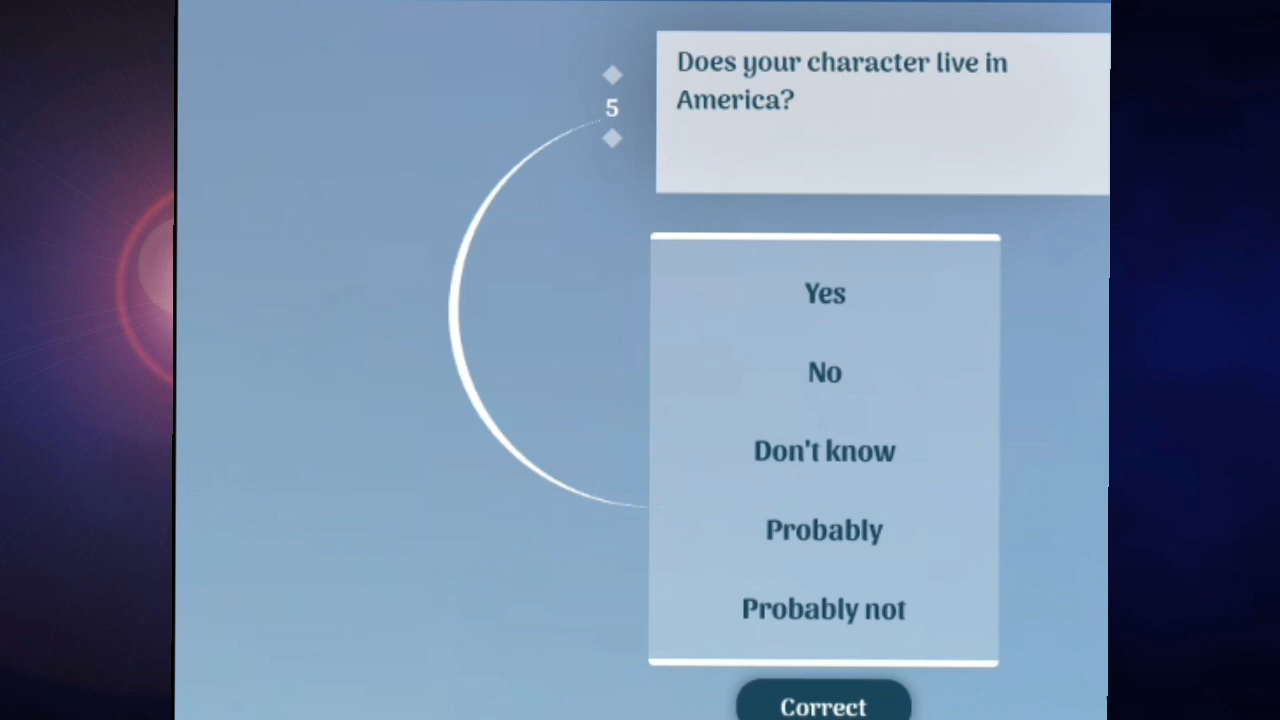 5
Does your character live in
America?
Yes
No
Don't know
Probably
Probably not
Correct